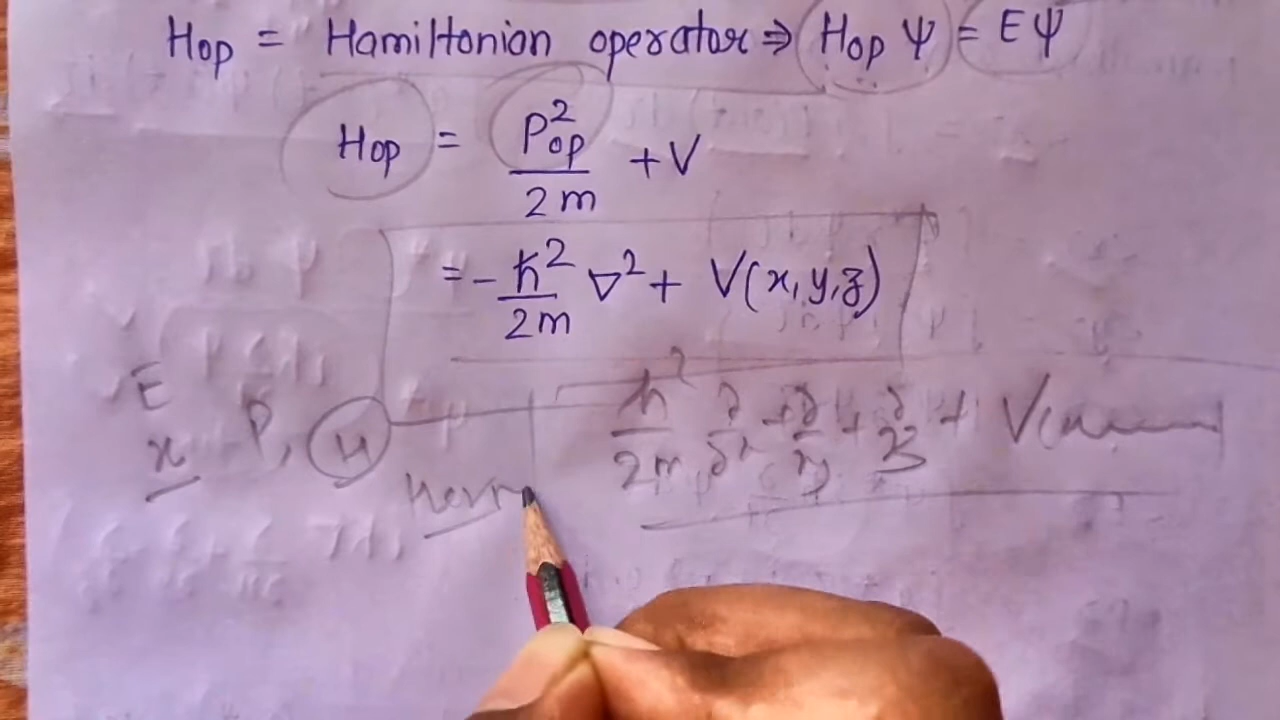 Hop = Hamiltonian operator ⇒ Hop Ψ = EΨ
Hop = P²op / 2m + V
= - ℏ²/2m ∇² + V(x, y, z)
E
ħ²/2m ∂/∂x + ∂/∂y + ∂/∂z + V(x
x P, H
Herm